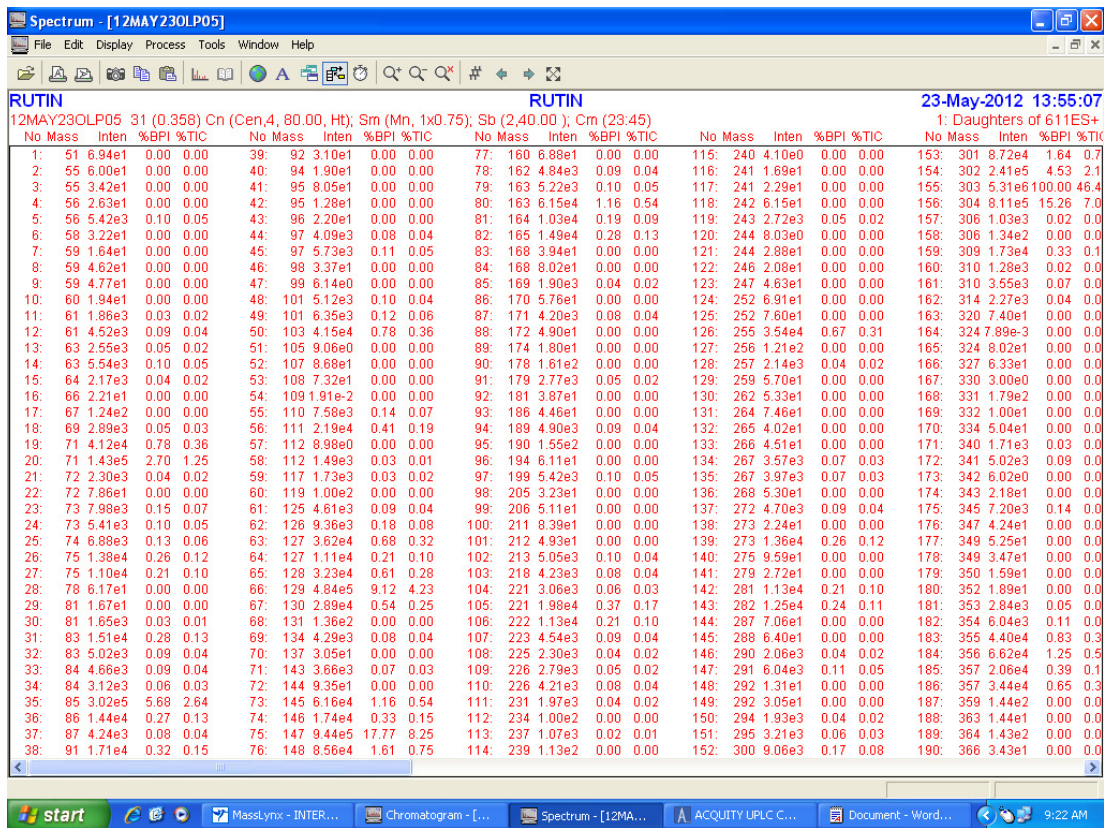 Spectrum - [12MAY23OLP05]
File Edit Display Process Tools Window Help
RUTIN RUTIN 23-May-2012 13:55:07
12MAY23OLP05 31 (0.358) Cn (Cen,4, 80.00, Ht); Sm (Mn, 1x0.75); Sb (2,40.00 ); Cm (23:45) 1: Daughters of 611ES+
No Mass Inten %BPI %TIC No Mass Inten %BPI %TIC No Mass Inten %BPI %TIC No Mass Inten %BPI %TIC No Mass Inten %BPI %TIC
1: 51 6.94e1 0.00 0.00 39: 92 3.10e1 0.00 0.00 77: 160 6.88e1 0.00 0.00 115: 240 4.10e0 0.00 0.00 153: 301 8.72e4 1.64 0.7
2: 55 6.00e1 0.00 0.00 40: 94 1.90e1 0.00 0.00 78: 162 4.84e3 0.09 0.04 116: 241 1.69e1 0.00 0.00 154: 302 2.41e5 4.53 2.1
3: 55 3.42e1 0.00 0.00 41: 95 8.05e1 0.00 0.00 79: 163 5.22e3 0.10 0.05 117: 241 2.29e1 0.00 0.00 155: 303 5.31e6 100.00 46.4
4: 56 2.63e1 0.00 0.00 42: 95 1.28e1 0.00 0.00 80: 163 6.15e4 1.16 0.54 118: 242 6.15e1 0.00 0.00 156: 304 8.11e5 15.26 7.0
5: 56 5.42e3 0.10 0.05 43: 96 2.20e1 0.00 0.00 81: 164 1.03e4 0.19 0.09 119: 243 2.72e3 0.05 0.02 157: 306 1.03e3 0.02 0.0
6: 58 3.22e1 0.00 0.00 44: 97 4.09e3 0.08 0.04 82: 165 1.49e4 0.28 0.13 120: 244 8.03e0 0.00 0.00 158: 306 1.34e2 0.00 0.0
7: 59 1.64e1 0.00 0.00 45: 97 5.73e3 0.11 0.05 83: 168 3.94e1 0.00 0.00 121: 244 2.88e1 0.00 0.00 159: 309 1.73e4 0.33 0.1
8: 59 4.62e1 0.00 0.00 46: 98 3.37e1 0.00 0.00 84: 168 8.02e1 0.00 0.00 122: 246 2.08e1 0.00 0.00 160: 310 1.28e3 0.02 0.0
9: 59 4.77e1 0.00 0.00 47: 99 6.14e0 0.00 0.00 85: 169 1.90e3 0.04 0.02 123: 247 4.63e1 0.00 0.00 161: 310 3.55e3 0.07 0.0
10: 60 1.94e1 0.00 0.00 48: 101 5.12e3 0.10 0.04 86: 170 5.76e1 0.00 0.00 124: 252 6.91e1 0.00 0.00 162: 314 2.27e3 0.04 0.0
11: 61 1.86e3 0.03 0.02 49: 101 6.35e3 0.12 0.06 87: 171 4.20e3 0.08 0.04 125: 252 7.60e1 0.00 0.00 163: 320 7.40e1 0.00 0.0
12: 61 4.52e3 0.09 0.04 50: 103 4.15e4 0.78 0.36 88: 172 4.90e1 0.00 0.00 126: 255 3.54e4 0.67 0.31 164: 324 7.89e-3 0.00 0.0
13: 63 2.55e3 0.05 0.02 51: 105 9.06e0 0.00 0.00 89: 174 1.80e1 0.00 0.00 127: 256 1.21e2 0.00 0.00 165: 324 8.02e1 0.00 0.0
14: 63 5.54e3 0.10 0.05 52: 107 8.68e1 0.00 0.00 90: 178 1.61e2 0.00 0.00 128: 257 2.14e3 0.04 0.02 166: 327 6.33e1 0.00 0.0
15: 64 2.17e3 0.04 0.02 53: 108 7.32e1 0.00 0.00 91: 179 2.77e3 0.05 0.02 129: 259 5.70e1 0.00 0.00 167: 330 3.00e0 0.00 0.0
16: 66 2.21e1 0.00 0.00 54: 109 1.91e-2 0.00 0.00 92: 181 3.87e1 0.00 0.00 130: 262 5.33e1 0.00 0.00 168: 331 1.79e2 0.00 0.0
17: 67 1.24e2 0.00 0.00 55: 110 7.58e3 0.14 0.07 93: 186 4.46e1 0.00 0.00 131: 264 7.46e1 0.00 0.00 169: 332 1.00e1 0.00 0.0
18: 69 2.89e3 0.05 0.03 56: 111 2.19e4 0.41 0.19 94: 189 4.90e3 0.09 0.04 132: 265 4.02e1 0.00 0.00 170: 334 5.04e1 0.00 0.0
19: 71 4.12e4 0.78 0.36 57: 112 8.98e0 0.00 0.00 95: 190 1.55e2 0.00 0.00 133: 266 4.51e1 0.00 0.00 171: 340 1.71e3 0.03 0.0
20: 71 1.43e5 2.70 1.25 58: 112 1.49e3 0.03 0.01 96: 194 6.11e1 0.00 0.00 134: 267 3.57e3 0.07 0.03 172: 341 5.02e3 0.09 0.0
21: 72 2.30e3 0.04 0.02 59: 117 1.73e3 0.03 0.02 97: 199 5.42e3 0.10 0.05 135: 267 3.97e3 0.07 0.03 173: 342 6.02e0 0.00 0.0
22: 72 7.86e1 0.00 0.00 60: 119 1.00e2 0.00 0.00 98: 205 3.23e1 0.00 0.00 136: 268 5.30e1 0.00 0.00 174: 343 2.18e1 0.00 0.0
23: 73 7.98e3 0.15 0.07 61: 125 4.61e3 0.09 0.04 99: 206 5.11e1 0.00 0.00 137: 272 4.70e3 0.09 0.04 175: 345 7.20e3 0.14 0.0
24: 73 5.41e3 0.10 0.05 62: 126 9.36e3 0.18 0.08 100: 211 8.39e1 0.00 0.00 138: 273 2.24e1 0.00 0.00 176: 347 4.24e1 0.00 0.0
25: 74 6.88e3 0.13 0.06 63: 127 3.62e4 0.68 0.32 101: 212 4.93e1 0.00 0.00 139: 273 1.36e4 0.26 0.12 177: 349 5.25e1 0.00 0.0
26: 75 1.38e4 0.26 0.12 64: 127 1.11e4 0.21 0.10 102: 213 5.05e3 0.10 0.04 140: 275 9.59e1 0.00 0.00 178: 349 3.47e1 0.00 0.0
27: 75 1.10e4 0.21 0.10 65: 128 3.23e4 0.61 0.28 103: 218 4.23e3 0.08 0.04 141: 279 2.72e1 0.00 0.00 179: 350 1.59e1 0.00 0.0
28: 78 6.17e1 0.00 0.00 66: 129 4.84e5 9.12 4.23 104: 221 3.06e3 0.06 0.03 142: 281 1.13e4 0.21 0.10 180: 352 1.89e1 0.00 0.0
29: 81 1.67e1 0.00 0.00 67: 130 2.89e4 0.54 0.25 105: 221 1.98e4 0.37 0.17 143: 282 1.25e4 0.24 0.11 181: 353 2.84e3 0.05 0.0
30: 81 1.65e3 0.03 0.01 68: 131 1.36e2 0.00 0.00 106: 222 1.13e4 0.21 0.10 144: 287 7.06e1 0.00 0.00 182: 354 6.04e3 0.11 0.0
31: 83 1.51e4 0.28 0.13 69: 134 4.29e3 0.08 0.04 107: 223 4.54e3 0.09 0.04 145: 288 6.40e1 0.00 0.00 183: 355 4.40e4 0.83 0.3
32: 83 5.02e3 0.09 0.04 70: 137 3.05e1 0.00 0.00 108: 225 2.30e3 0.04 0.02 146: 290 2.06e3 0.04 0.02 184: 356 6.62e4 1.25 0.5
33: 84 4.66e3 0.09 0.04 71: 143 3.66e3 0.07 0.03 109: 226 2.79e3 0.05 0.02 147: 291 6.04e3 0.11 0.05 185: 357 2.06e4 0.39 0.1
34: 84 3.12e3 0.06 0.03 72: 144 9.35e1 0.00 0.00 110: 226 4.21e3 0.08 0.04 148: 292 1.31e1 0.00 0.00 186: 357 3.44e4 0.65 0.3
35: 85 3.02e5 5.68 2.64 73: 145 6.16e4 1.16 0.54 111: 231 1.97e3 0.04 0.02 149: 292 3.05e1 0.00 0.00 187: 359 1.44e2 0.00 0.0
36: 86 1.44e4 0.27 0.13 74: 146 1.74e4 0.33 0.15 112: 234 1.00e2 0.00 0.00 150: 294 1.93e3 0.04 0.02 188: 363 1.44e1 0.00 0.0
37: 87 4.24e3 0.08 0.04 75: 147 9.44e5 17.77 8.25 113: 237 1.07e3 0.02 0.01 151: 295 3.21e3 0.06 0.03 189: 364 1.43e2 0.00 0.0
38: 91 1.71e4 0.32 0.15 76: 148 8.56e4 1.61 0.75 114: 239 1.13e2 0.00 0.00 152: 300 9.06e3 0.17 0.08 190: 366 3.43e1 0.00 0.0
start MassLynx - INTER... Chromatogram - [... Spectrum - [12MA... ACQUITY UPLC C... Document - Word... 9:22 AM